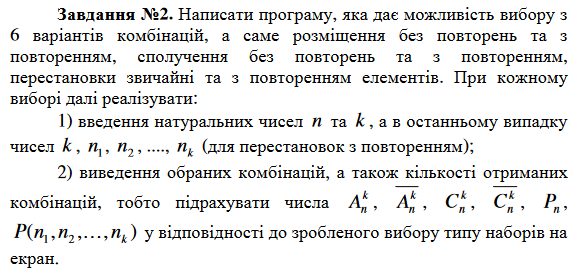 Завдання №2. Написати програму, яка дає можливість вибору з
6 варіантів комбінацій, а саме розміщення без повторень та з
повторенням, сполучення без повторень та з повторенням,
перестановки звичайні та з повторенням елементів. При кожному
виборі далі реалізувати:
1) введення натуральних чисел n та k, а в останньому випадку
чисел k, n₁, n₂, ...., nₖ (для перестановок з повторенням);
2) виведення обраних комбінацій, а також кількості отриманих
комбінацій, тобто підрахувати числа $A_n^k$, $\overline{A_n^k}$, $C_n^k$, $\overline{C_n^k}$, $P_n$,
$P(n_1,n_2,\ldots,n_k)$ у відповідності до зробленого вибору типу наборів на
екран.